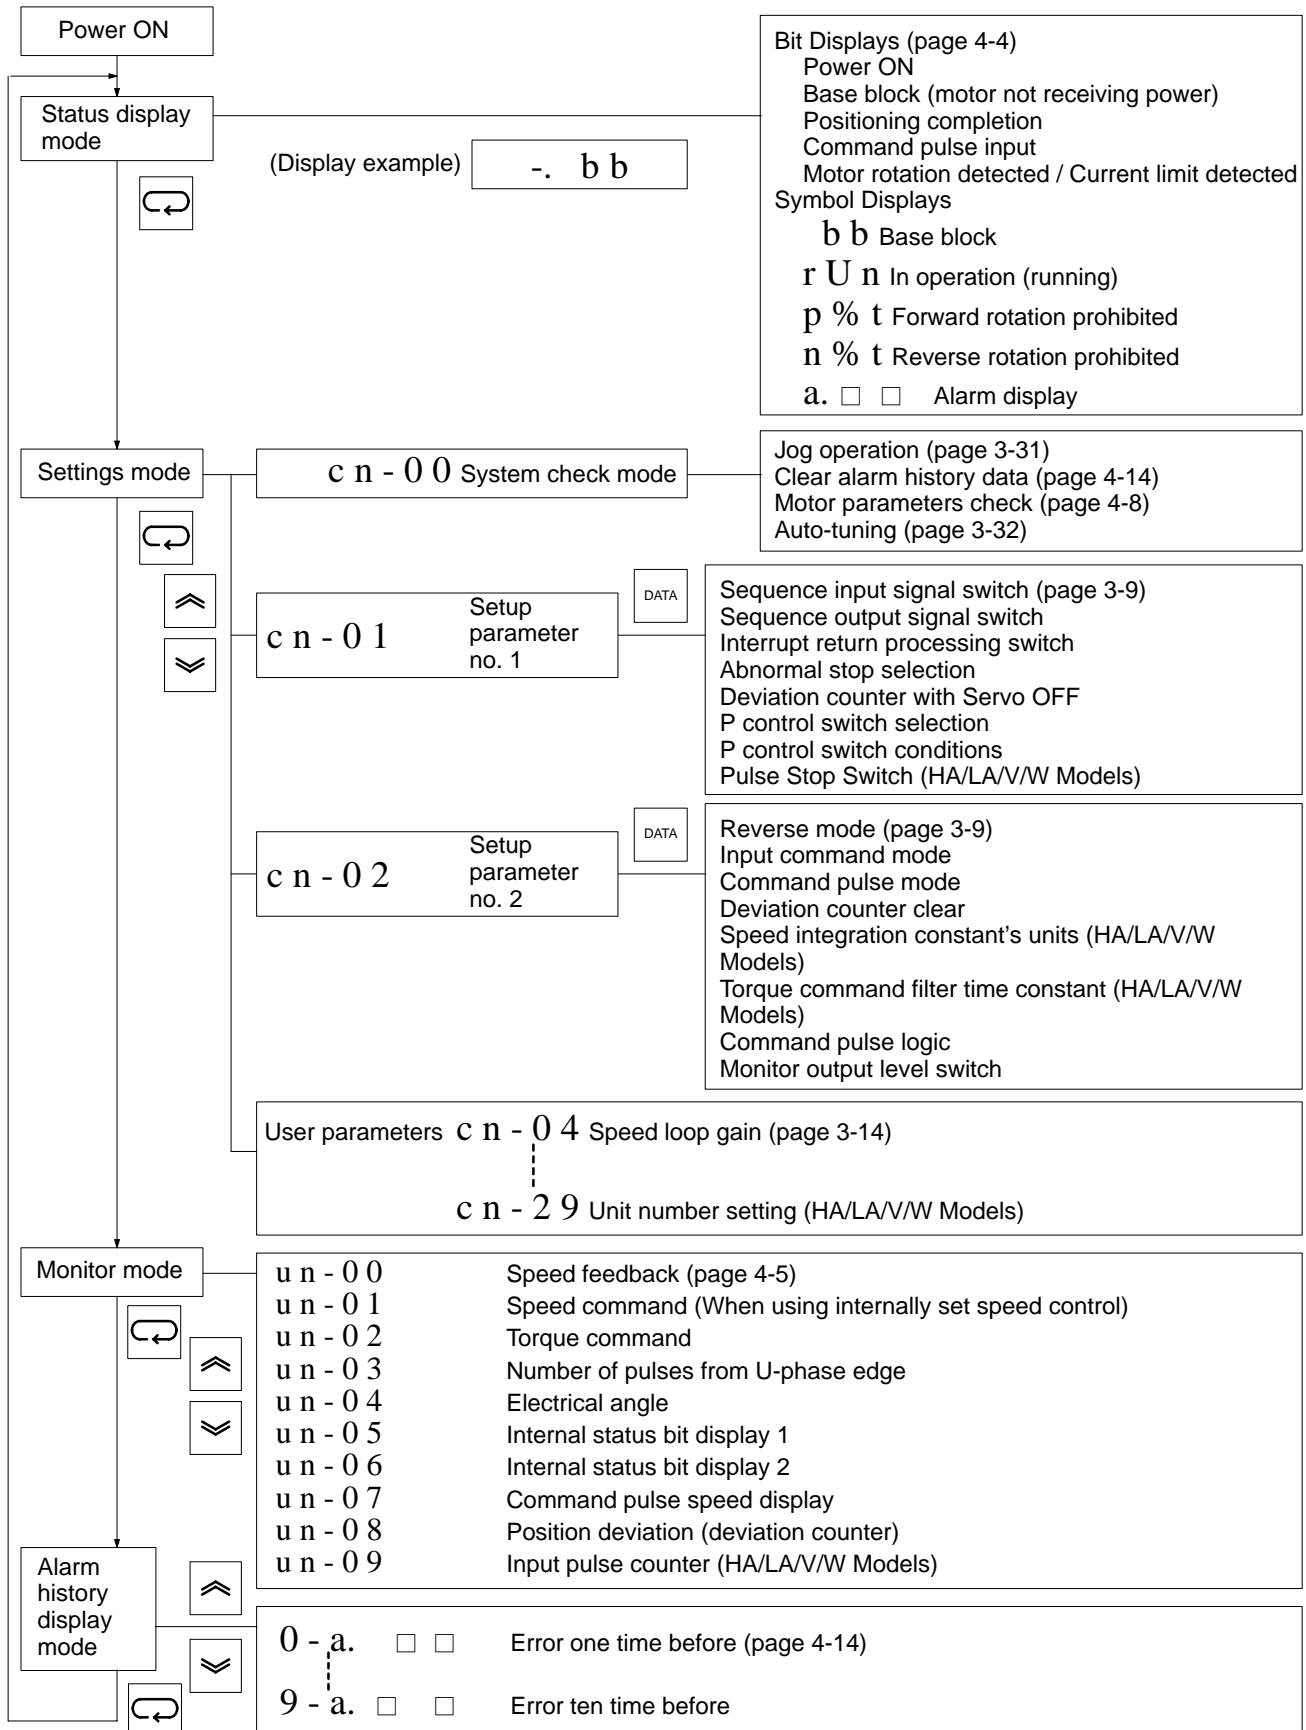 Power ON
Status display
mode
(Display example)
-. b b
Bit Displays (page 4-4)
Power ON
Base block (motor not receiving power)
Positioning completion
Command pulse input
Motor rotation detected / Current limit detected
Symbol Displays
b b Base block
r U n In operation (running)
p % t Forward rotation prohibited
n % t Reverse rotation prohibited
a. □ □ Alarm display
Settings mode
c n - 0 0 System check mode
Jog operation (page 3-31)
Clear alarm history data (page 4-14)
Motor parameters check (page 4-8)
Auto-tuning (page 3-32)
c n - 0 1
Setup
parameter
no. 1
DATA
Sequence input signal switch (page 3-9)
Sequence output signal switch
Interrupt return processing switch
Abnormal stop selection
Deviation counter with Servo OFF
P control switch selection
P control switch conditions
Pulse Stop Switch (HA/LA/V/W Models)
c n - 0 2
Setup
parameter
no. 2
DATA
Reverse mode (page 3-9)
Input command mode
Command pulse mode
Deviation counter clear
Speed integration constant's units (HA/LA/V/W
Models)
Torque command filter time constant (HA/LA/V/W
Models)
Command pulse logic
Monitor output level switch
User parameters c n - 0 4 Speed loop gain (page 3-14)
c n - 2 9 Unit number setting (HA/LA/V/W Models)
Monitor mode
u n - 0 0 Speed feedback (page 4-5)
u n - 0 1 Speed command (When using internally set speed control)
u n - 0 2 Torque command
u n - 0 3 Number of pulses from U-phase edge
u n - 0 4 Electrical angle
u n - 0 5 Internal status bit display 1
u n - 0 6 Internal status bit display 2
u n - 0 7 Command pulse speed display
u n - 0 8 Position deviation (deviation counter)
u n - 0 9 Input pulse counter (HA/LA/V/W Models)
Alarm
history
display
mode
0 - a. □ □ Error one time before (page 4-14)
9 - a. □ □ Error ten time before